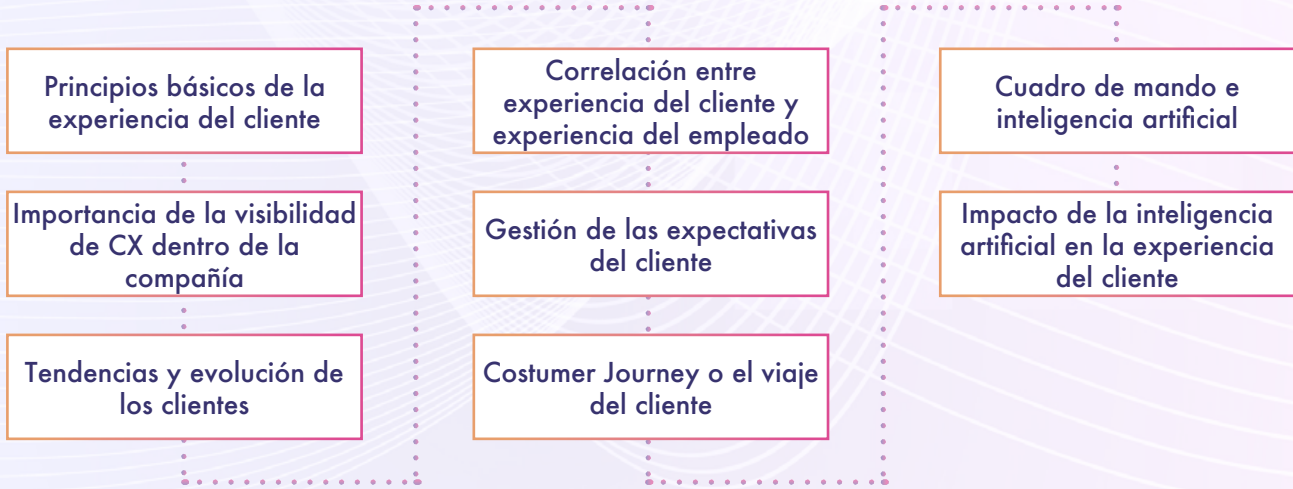 Principios básicos de la
experiencia del cliente
Importancia de la visibilidad
de CX dentro de la
compañía
Tendencias y evolución de
los clientes
Correlación entre
experiencia del cliente y
experiencia del empleado
Gestión de las expectativas
del cliente
Costumer Journey o el viaje
del cliente
Cuadro de mando e
inteligencia artificial
Impacto de la inteligencia
artificial en la experiencia
del cliente